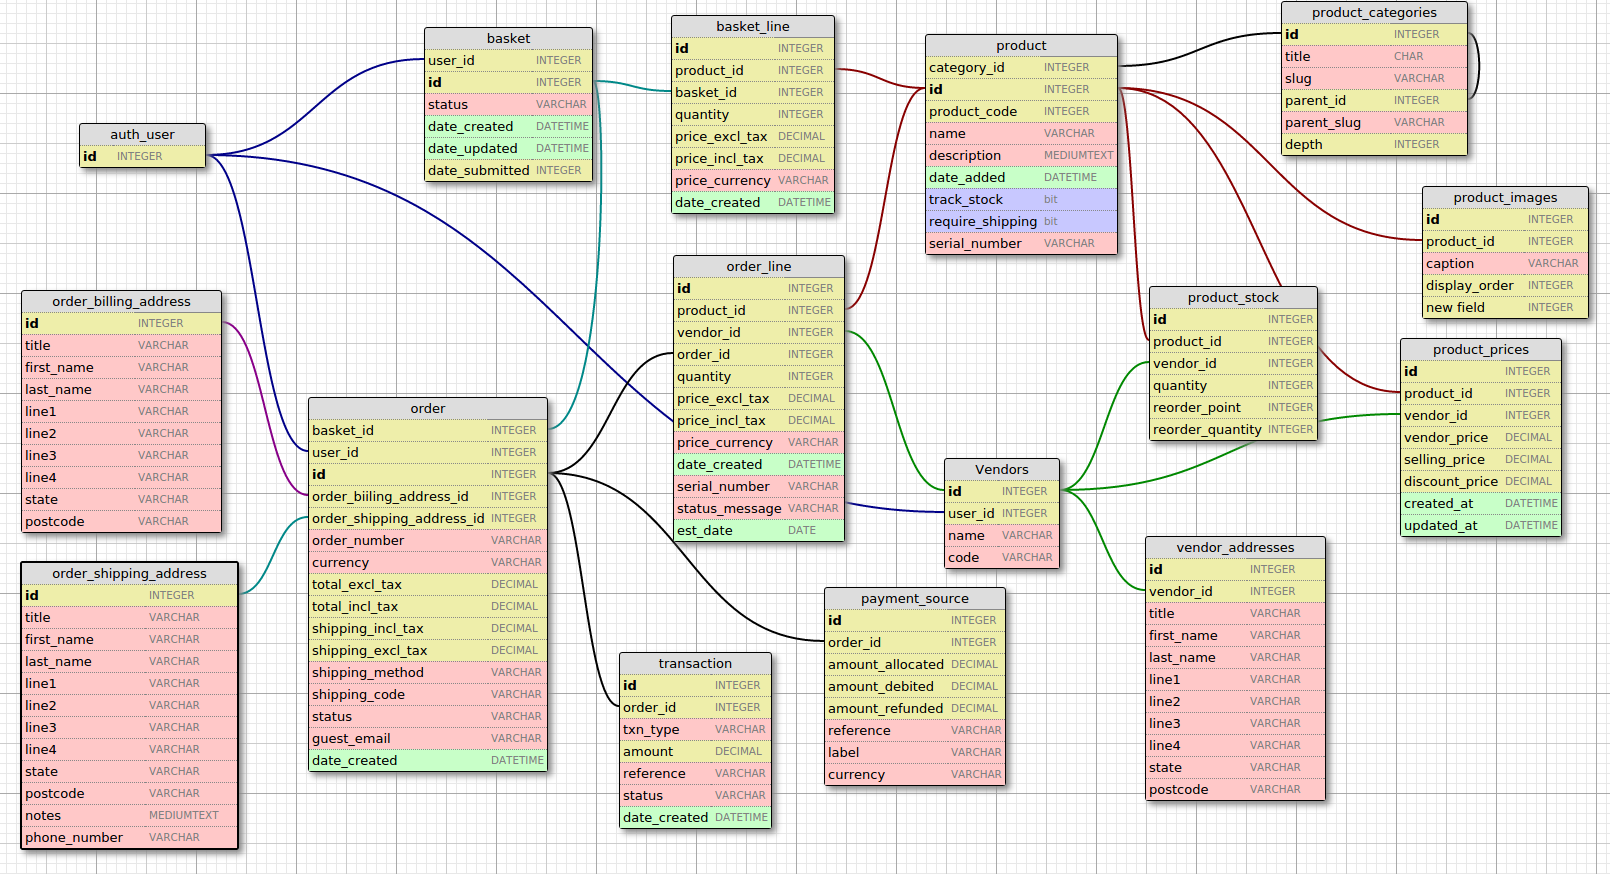 auth_user
id INTEGER
basket
user_id INTEGER
id INTEGER
status VARCHAR
date_created DATETIME
date_updated DATETIME
date_submitted INTEGER
basket_line
id INTEGER
product_id INTEGER
basket_id INTEGER
quantity INTEGER
price_excl_tax DECIMAL
price_incl_tax DECIMAL
price_currency VARCHAR
date_created DATETIME
product
category_id INTEGER
id INTEGER
product_code INTEGER
name VARCHAR
description MEDIUMTEXT
date_added DATETIME
track_stock bit
require_shipping bit
serial_number VARCHAR
product_categories
id INTEGER
title CHAR
slug VARCHAR
parent_id INTEGER
parent_slug VARCHAR
depth INTEGER
product_images
id INTEGER
product_id INTEGER
caption VARCHAR
display_order INTEGER
new field INTEGER
order_billing_address
id INTEGER
title VARCHAR
first_name VARCHAR
last_name VARCHAR
line1 VARCHAR
line2 VARCHAR
line3 VARCHAR
line4 VARCHAR
state VARCHAR
postcode VARCHAR
order_line
id INTEGER
product_id INTEGER
vendor_id INTEGER
order_id INTEGER
quantity INTEGER
price_excl_tax DECIMAL
price_incl_tax DECIMAL
price_currency VARCHAR
date_created DATETIME
serial_number VARCHAR
status_message VARCHAR
est_date DATE
product_stock
id INTEGER
product_id INTEGER
vendor_id INTEGER
quantity INTEGER
reorder_point INTEGER
reorder_quantity INTEGER
product_prices
id INTEGER
product_id INTEGER
vendor_id INTEGER
vendor_price DECIMAL
selling_price DECIMAL
discount_price DECIMAL
created_at DATETIME
updated_at DATETIME
order
basket_id INTEGER
user_id INTEGER
id INTEGER
order_biiling_address_id INTEGER
order_shipping_address_id INTEGER
order_number VARCHAR
currency VARCHAR
total_excl_tax DECIMAL
total_incl_tax DECIMAL
shipping_incl_tax DECIMAL
shipping_excl_tax DECIMAL
shipping_method VARCHAR
shipping_code VARCHAR
status VARCHAR
guest_email VARCHAR
date_created DATETIME
Vendors
id INTEGER
user_id INTEGER
name VARCHAR
code VARCHAR
order_shipping_address
id INTEGER
title VARCHAR
first_name VARCHAR
last_name VARCHAR
line1 VARCHAR
line2 VARCHAR
line3 VARCHAR
line4 VARCHAR
state VARCHAR
postcode VARCHAR
notes MEDIUMTEXT
phone_number VARCHAR
transaction
id INTEGER
order_id INTEGER
txn_type VARCHAR
amount DECIMAL
reference VARCHAR
status VARCHAR
date_created DATETIME
payment_source
id INTEGER
order_id INTEGER
amount_allocated DECIMAL
amount_debited DECIMAL
amount_refunded DECIMAL
reference VARCHAR
label VARCHAR
currency VARCHAR
vendor_addresses
id INTEGER
vendor_id INTEGER
title VARCHAR
first_name VARCHAR
last_name VARCHAR
line1 VARCHAR
line2 VARCHAR
line3 VARCHAR
line4 VARCHAR
state VARCHAR
postcode VARCHAR